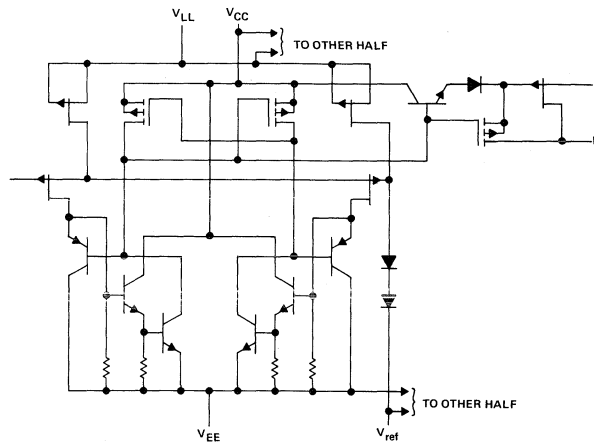 V_LL
V_CC
TO OTHER HALF
TO OTHER HALF
V_EE
V_ref